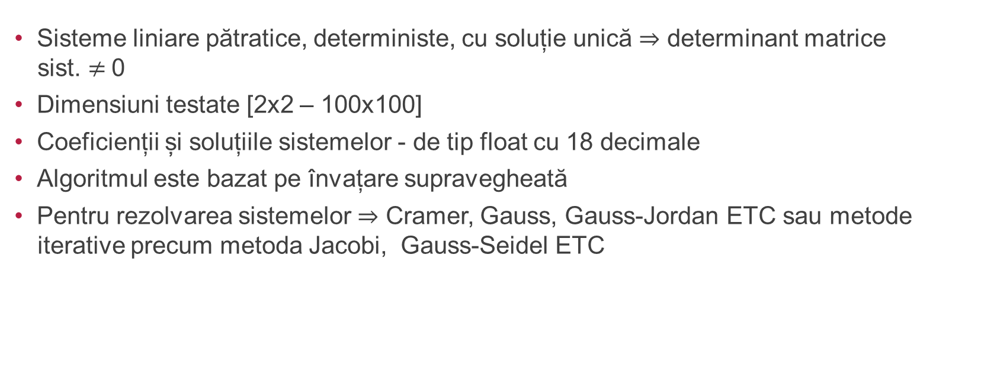 • Sisteme liniare pătratice, deterministe, cu soluție unică ⇒ determinant matrice
sist. ≠ 0
• Dimensiuni testate [2x2 – 100x100]
• Coeficienții și soluțiile sistemelor - de tip float cu 18 decimale
• Algoritmul este bazat pe învațare supravegheată
• Pentru rezolvarea sistemelor ⇒ Cramer, Gauss, Gauss-Jordan ETC sau metode
iterative precum metoda Jacobi,  Gauss-Seidel ETC